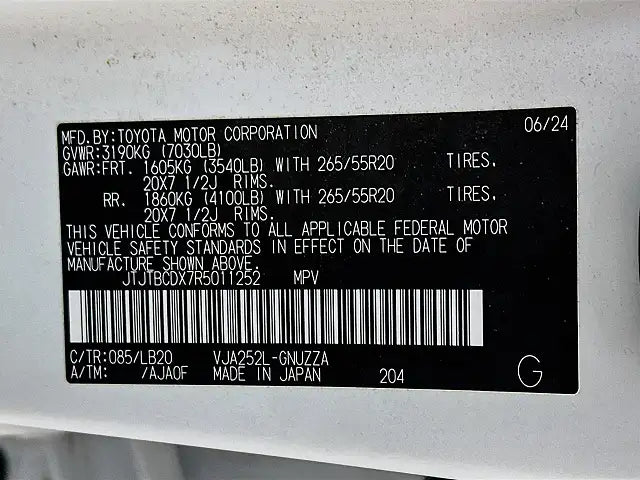 MFD.BY:TOYOTA MOTOR CORPORATION 06/24
GVWR:3190KG (7030LB)
GAWR:FRT. 1605KG (3540LB) WITH 265/55R20 TIRES.
20X7 1/2J RIMS.
RR. 1860KG (4100LB) WITH 265/55R20 TIRES.
20X7 1/2J RIMS.
THIS VEHICLE CONFORMS TO ALL APPLICABLE FEDERAL MOTOR
VEHICLE SAFETY STANDARDS IN EFFECT ON THE DATE OF
MANUFACTURE SHOWN ABOVE.
JTJTBCDX7R5011252 MPV
C/TR:085/LB20 VJA252L-GNUZZA
A/TM: /AJA0F MADE IN JAPAN 204 G